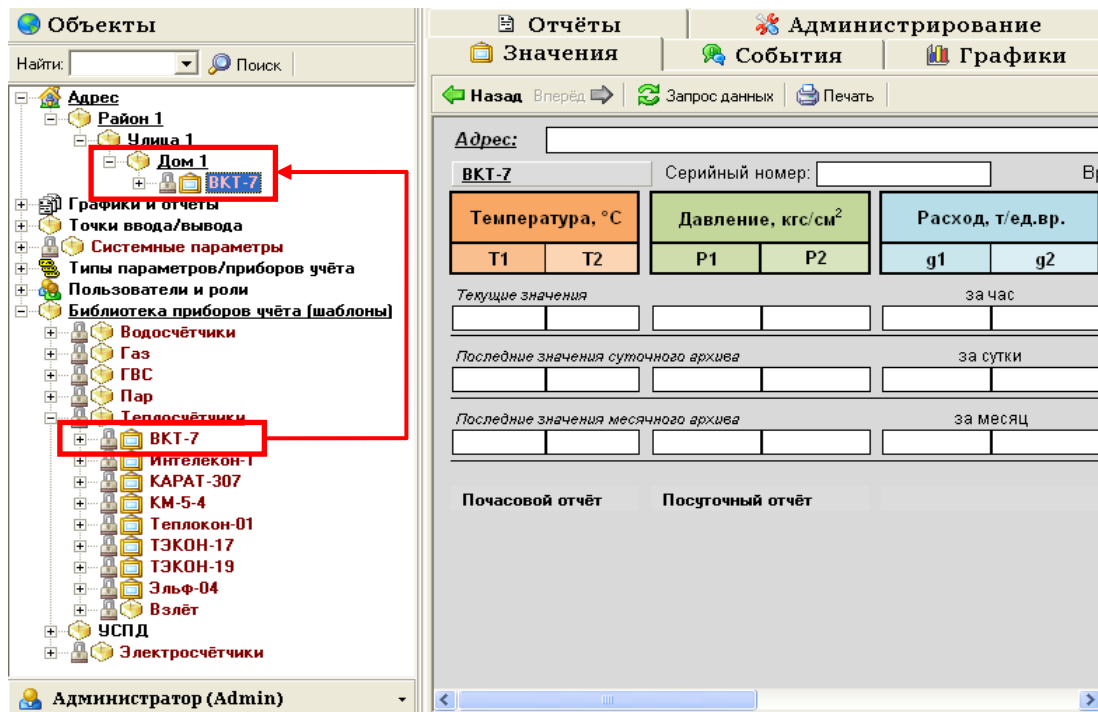 Объекты
Найти: Поиск
Адрес
Район 1
Улица 1
Дом 1
ВКТ-7
Графики и отчеты
Точки ввода/вывода
Системные параметры
Типы параметров/приборов учёта
Пользователи и роли
Библиотека приборов учёта (шаблоны)
Водосчётчики
Газ
ГВС
Пар
Теплосчётчики
ВКТ-7
Интелекон-1
КАРАТ-307
КМ-5-4
Теплокон-01
ТЭКОН-17
ТЭКОН-19
Эльф-04
Взлёт
УСПД
Электросчётчики
Администратор (Admin)
Отчёты Администрирование
Значения События Графики
Назад Вперёд Запрос данных Печать
Адрес:
ВКТ-7 Серийный номер: Вр
Температура, °С Давление, кгс/см² Расход, т/ед.вр.
T1 T2 P1 P2 g1 g2
Текущие значения за час
Последние значения суточного архива за сутки
Последние значения месячного архива за месяц
Почасовой отчёт Посуточный отчёт